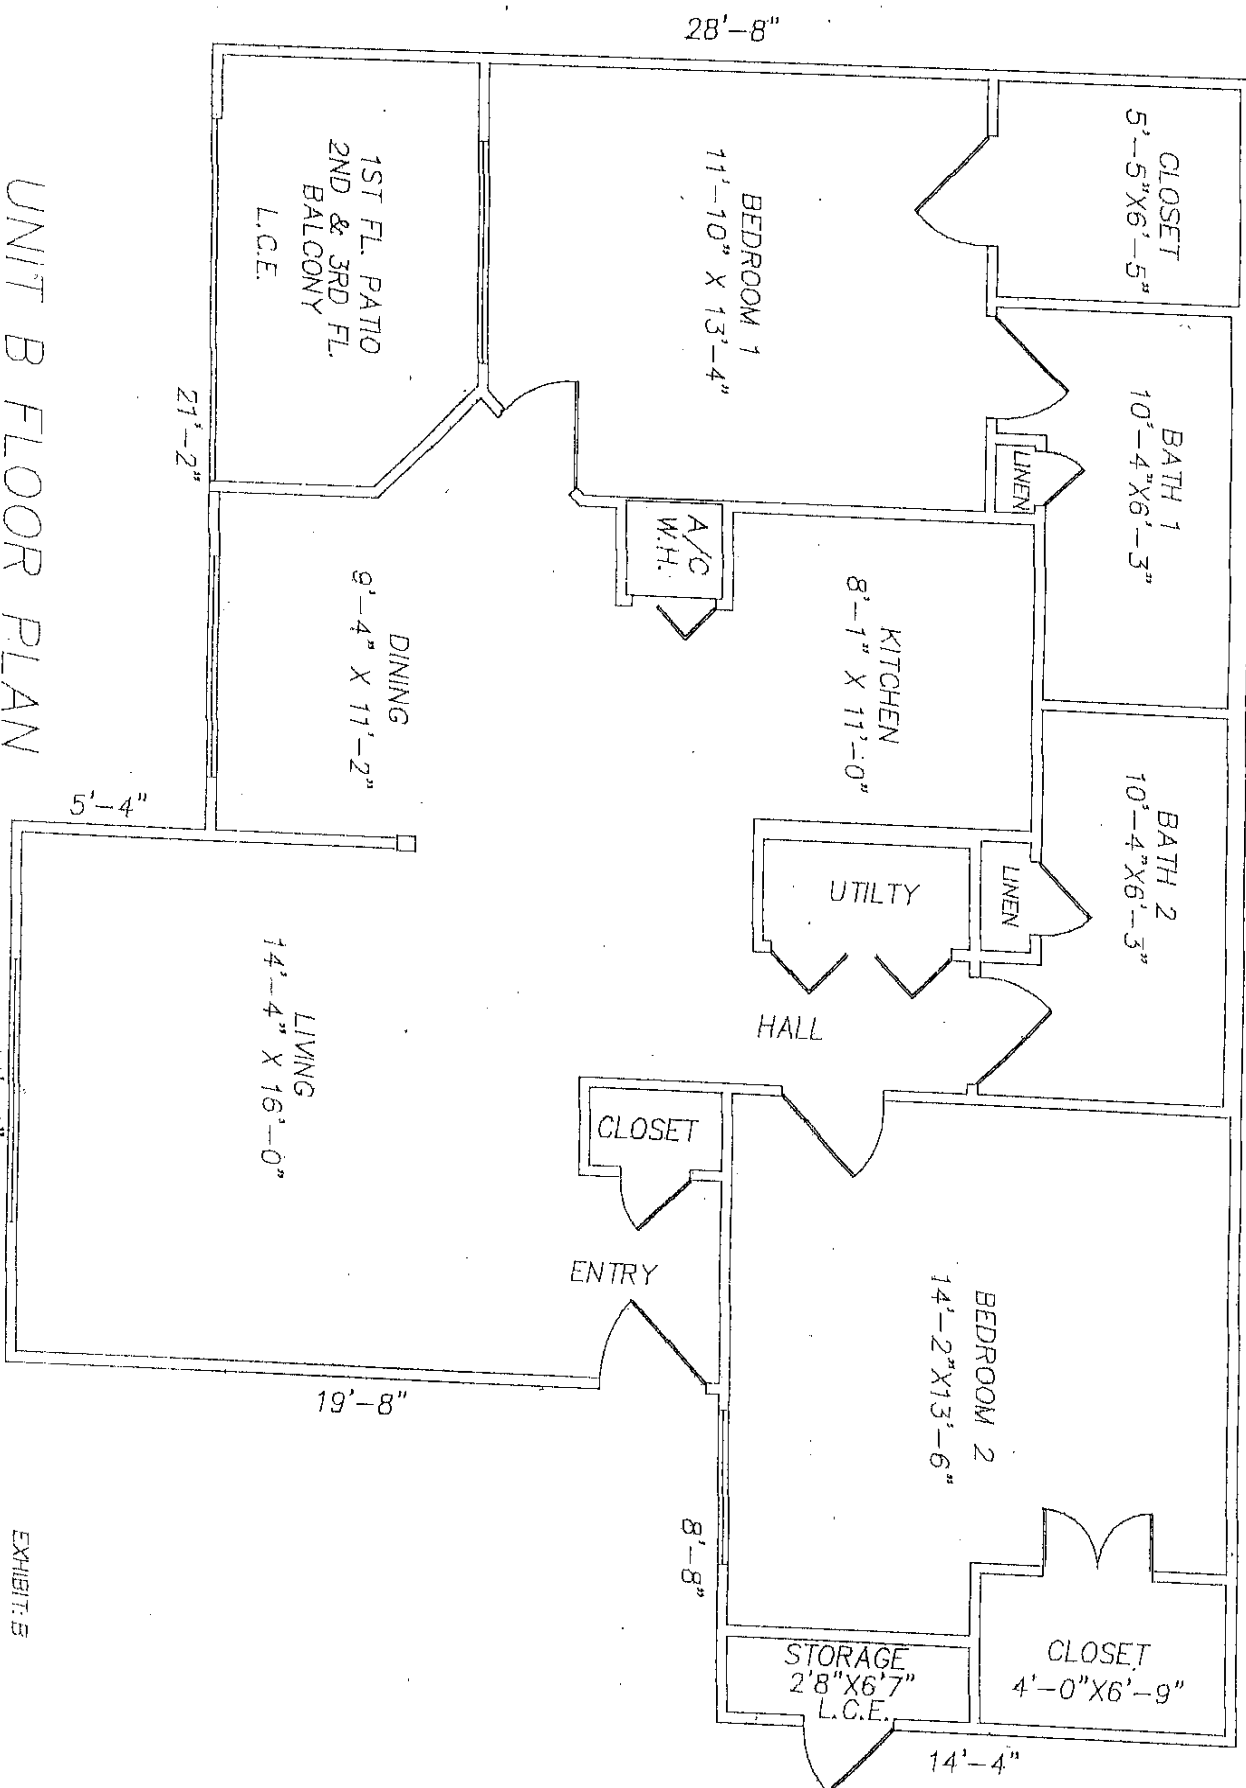 28'-8"
CLOSET
5'-5"X6'-5"
BEDROOM 1
11'-10" X 13'-4"
1ST FL. PATIO
2ND & 3RD FL.
BALCONY
L.C.E.
21'-2"
BATH 1
10'-4"X6'-3"
LINEN
A/C
W.H.
KITCHEN
8'-1" X 11'-0"
DINING
9'-4" X 11'-2"
5'-4"
BATH 2
10'-4"X6'-3"
LINEN
UTILTY
HALL
LIVING
14'-4" X 16'-0"
CLOSET
ENTRY
BEDROOM 2
14'-2"X13'-6"
19'-8"
8'-8"
CLOSET
4'-0"X6'-9"
STORAGE
2'8"X6'7"
L.C.E.
14'-4"
UNIT B FLOOR PLAN
EXHIBIT:B